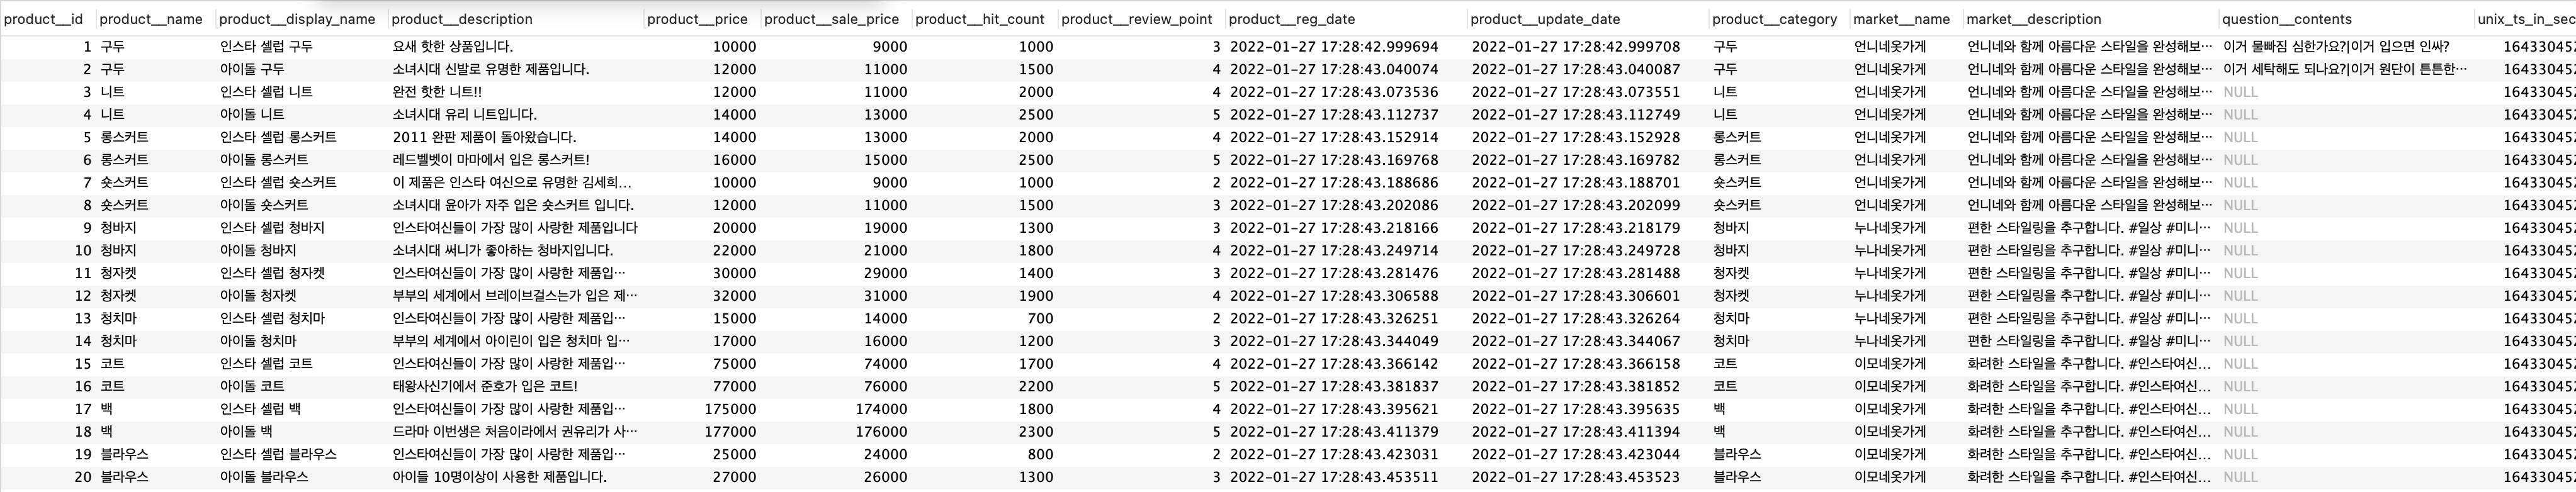 product__id product__name product__display_name product__description product__price product__sale_price product__hit_count product__review_point product__reg_date product__update_date product__category market__name market__description question__contents unix_ts_in_sec
1 구두 인스타 셀럽 구두 요새 핫한 상품입니다. 10000 9000 1000 3 2022-01-27 17:28:42.999694 2022-01-27 17:28:42.999708 구두 언니네옷가게 언니네와 함께 아름다운 스타일을 완성해보… 이거 물빠짐 심한가요?|이거 입으면 인싸? 164330452
2 구두 아이돌 구두 소녀시대 신발로 유명한 제품입니다. 12000 11000 1500 4 2022-01-27 17:28:43.040074 2022-01-27 17:28:43.040087 구두 언니네옷가게 언니네와 함께 아름다운 스타일을 완성해보… 이거 세탁해도 되나요?|이거 원단이 튼튼한… 164330452
3 니트 인스타 셀럽 니트 완전 핫한 니트!! 12000 11000 2000 4 2022-01-27 17:28:43.073536 2022-01-27 17:28:43.073551 니트 언니네옷가게 언니네와 함께 아름다운 스타일을 완성해보… NULL 164330452
4 니트 아이돌 니트 소녀시대 유리 니트입니다. 14000 13000 2500 5 2022-01-27 17:28:43.112737 2022-01-27 17:28:43.112749 니트 언니네옷가게 언니네와 함께 아름다운 스타일을 완성해보… NULL 164330452
5 롱스커트 인스타 셀럽 롱스커트 2011 완판 제품이 돌아왔습니다. 14000 13000 2000 4 2022-01-27 17:28:43.152914 2022-01-27 17:28:43.152928 롱스커트 언니네옷가게 언니네와 함께 아름다운 스타일을 완성해보… NULL 164330452
6 롱스커트 아이돌 롱스커트 레드벨벳이 마마에서 입은 롱스커트! 16000 15000 2500 5 2022-01-27 17:28:43.169768 2022-01-27 17:28:43.169782 롱스커트 언니네옷가게 언니네와 함께 아름다운 스타일을 완성해보… NULL 164330452
7 숏스커트 인스타 셀럽 숏스커트 이 제품은 인스타 여신으로 유명한 김세희… 10000 9000 1000 2 2022-01-27 17:28:43.188686 2022-01-27 17:28:43.188701 숏스커트 언니네옷가게 언니네와 함께 아름다운 스타일을 완성해보… NULL 164330452
8 숏스커트 아이돌 숏스커트 소녀시대 윤아가 자주 입은 숏스커트 입니다. 12000 11000 1500 3 2022-01-27 17:28:43.202086 2022-01-27 17:28:43.202099 숏스커트 언니네옷가게 언니네와 함께 아름다운 스타일을 완성해보… NULL 164330452
9 청바지 인스타 셀럽 청바지 인스타여신들이 가장 많이 사랑한 제품입니다 20000 19000 1300 3 2022-01-27 17:28:43.218166 2022-01-27 17:28:43.218179 청바지 누나네옷가게 편한 스타일링을 추구합니다. #일상 #미니… NULL 164330452
10 청바지 아이돌 청바지 소녀시대 써니가 좋아하는 청바지입니다. 22000 21000 1800 4 2022-01-27 17:28:43.249714 2022-01-27 17:28:43.249728 청바지 누나네옷가게 편한 스타일링을 추구합니다. #일상 #미니… NULL 164330452
11 청자켓 인스타 셀럽 청자켓 인스타여신들이 가장 많이 사랑한 제품입… 30000 29000 1400 3 2022-01-27 17:28:43.281476 2022-01-27 17:28:43.281488 청자켓 누나네옷가게 편한 스타일링을 추구합니다. #일상 #미니… NULL 164330452
12 청자켓 아이돌 청자켓 부부의 세계에서 브레이브걸스는가 입은 제… 32000 31000 1900 4 2022-01-27 17:28:43.306588 2022-01-27 17:28:43.306601 청자켓 누나네옷가게 편한 스타일링을 추구합니다. #일상 #미니… NULL 164330452
13 청치마 인스타 셀럽 청치마 인스타여신들이 가장 많이 사랑한 제품입… 15000 14000 700 2 2022-01-27 17:28:43.326251 2022-01-27 17:28:43.326264 청치마 누나네옷가게 편한 스타일링을 추구합니다. #일상 #미니… NULL 164330452
14 청치마 아이돌 청치마 부부의 세계에서 아이린이 입은 청치마 입… 17000 16000 1200 3 2022-01-27 17:28:43.344049 2022-01-27 17:28:43.344067 청치마 누나네옷가게 편한 스타일링을 추구합니다. #일상 #미니… NULL 164330452
15 코트 인스타 셀럽 코트 인스타여신들이 가장 많이 사랑한 제품입… 75000 74000 1700 4 2022-01-27 17:28:43.366142 2022-01-27 17:28:43.366158 코트 이모네옷가게 화려한 스타일을 추구합니다. #인스타여신… NULL 164330452
16 코트 아이돌 코트 태왕사신기에서 준호가 입은 코트! 77000 76000 2200 5 2022-01-27 17:28:43.381837 2022-01-27 17:28:43.381852 코트 이모네옷가게 화려한 스타일을 추구합니다. #인스타여신… NULL 164330452
17 백 인스타 셀럽 백 인스타여신들이 가장 많이 사랑한 제품입… 175000 174000 1800 4 2022-01-27 17:28:43.395621 2022-01-27 17:28:43.395635 백 이모네옷가게 화려한 스타일을 추구합니다. #인스타여신… NULL 164330452
18 백 아이돌 백 드라마 이번생은 처음이라에서 권유리가 사… 177000 176000 2300 5 2022-01-27 17:28:43.411379 2022-01-27 17:28:43.411394 백 이모네옷가게 화려한 스타일을 추구합니다. #인스타여신… NULL 164330452
19 블라우스 인스타 셀럽 블라우스 인스타여신들이 가장 많이 사랑한 제품입… 25000 24000 800 2 2022-01-27 17:28:43.423031 2022-01-27 17:28:43.423044 블라우스 이모네옷가게 화려한 스타일을 추구합니다. #인스타여신… NULL 164330452
20 블라우스 아이돌 블라우스 아이들 10명이상이 사용한 제품입니다. 27000 26000 1300 3 2022-01-27 17:28:43.453511 2022-01-27 17:28:43.453523 블라우스 이모네옷가게 화려한 스타일을 추구합니다. #인스타여신… NULL 164330452